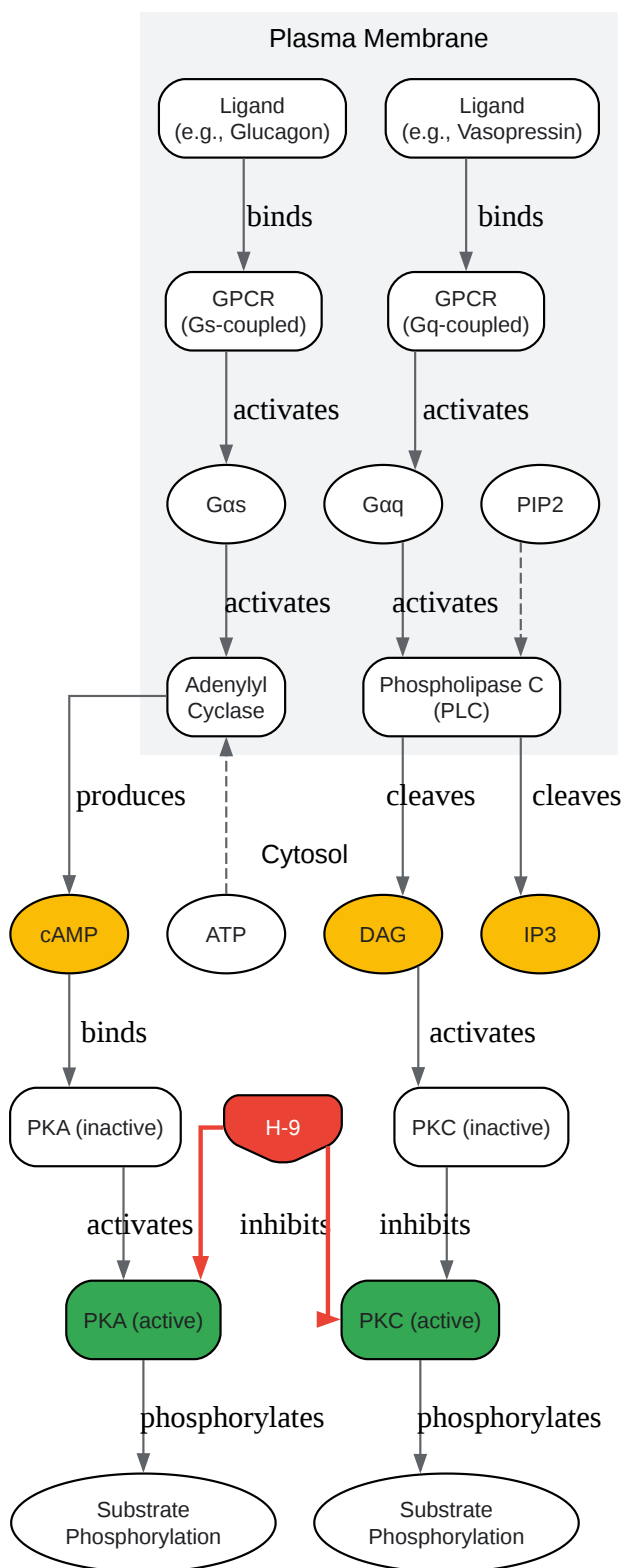 Plasma Membrane
Ligand
(e.g., Glucagon)
Ligand
(e.g., Vasopressin)
binds
binds
GPCR
(Gs-coupled)
GPCR
(Gq-coupled)
activates
activates
Gαs
Gαq
PIP2
activates
activates
Adenylyl
Cyclase
Phospholipase C
(PLC)
produces
cleaves
cleaves
Cytosol
cAMP
ATP
DAG
IP3
binds
activates
PKA (inactive)
H-9
PKC (inactive)
activates
inhibits
inhibits
PKA (active)
PKC (active)
phosphorylates
phosphorylates
Substrate
Phosphorylation
Substrate
Phosphorylation